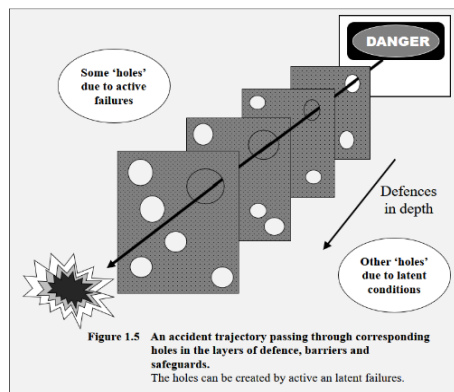 DANGER
Some ‘holes’
due to active
failures
Defences
in depth
Other ‘holes’
due to latent
conditions
Figure 1.5 An accident trajectory passing through corresponding
holes in the layers of defence, barriers and
safeguards.
The holes can be created by active an latent failures.